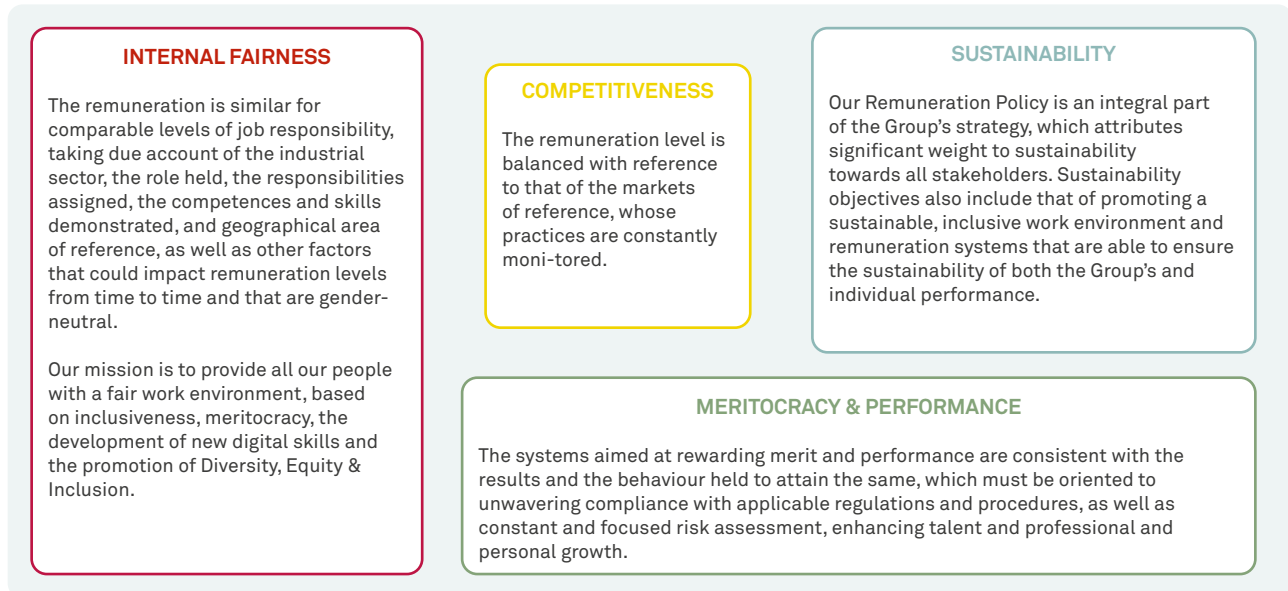 INTERNAL FAIRNESS
The remuneration is similar for
comparable levels of job responsibility,
taking due account of the industrial
sector, the role held, the responsibilities
assigned, the competences and skills
demonstrated, and geographical area
of reference, as well as other factors
that could impact remuneration levels
from time to time and that are gender-
neutral.
Our mission is to provide all our people
with a fair work environment, based
on inclusiveness, meritocracy, the
development of new digital skills and
the promotion of Diversity, Equity &
Inclusion.
COMPETITIVENESS
The remuneration level is
balanced with reference
to that of the markets
of reference, whose
practices are constantly
moni-tored.
SUSTAINABILITY
Our Remuneration Policy is an integral part
of the Group’s strategy, which attributes
significant weight to sustainability
towards all stakeholders. Sustainability
objectives also include that of promoting a
sustainable, inclusive work environment and
remuneration systems that are able to ensure
the sustainability of both the Group’s and
individual performance.
MERITOCRACY & PERFORMANCE
The systems aimed at rewarding merit and performance are consistent with the
results and the behaviour held to attain the same, which must be oriented to
unwavering compliance with applicable regulations and procedures, as well as
constant and focused risk assessment, enhancing talent and professional and
personal growth.